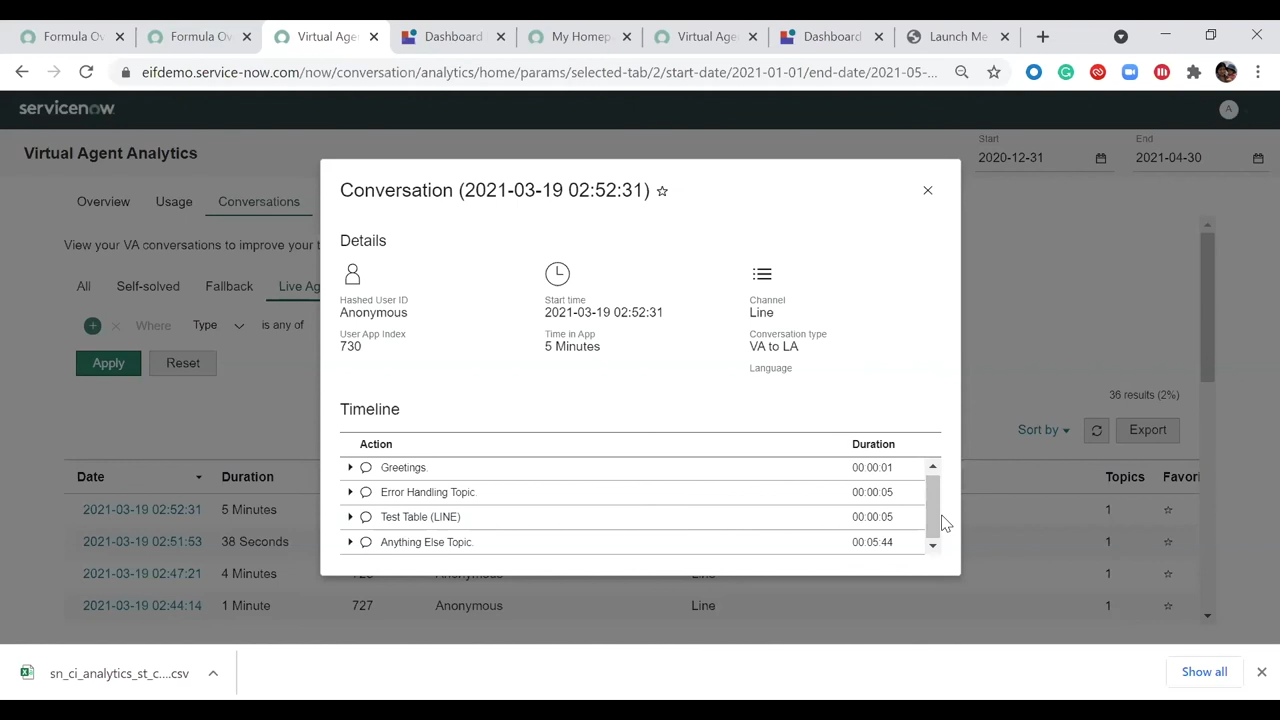 Formula Ov
Formula Ov
Virtual Age
Dashboard
My Homep
Virtual Age
Dashboard
Launch Me
eifdemo.service-now.com/now/conversation/analytics/home/params/selected-tab/2/start-date/2021-01-01/end-date/2021-05-...
servicenow
A
Virtual Agent Analytics
Start
2020-12-31
End
2021-04-30
Overview
Usage
Conversations
View your VA conversations to improve your t
All
Self-solved
Fallback
Live Ag
Where
Type
is any of
Apply
Reset
36 results (2%)
Sort by
Export
Date
Duration
Topics
Favori
2021-03-19 02:52:31
5 Minutes
1
2021-03-19 02:51:53
38 Seconds
1
2021-03-19 02:47:21
4 Minutes
Anonymous
Line
1
2021-03-19 02:44:14
1 Minute
727
Anonymous
Line
1
Conversation (2021-03-19 02:52:31)
Details
Hashed User ID
Anonymous
User App Index
730
Start time
2021-03-19 02:52:31
Time in App
5 Minutes
Channel
Line
Conversation type
VA to LA
Language
Timeline
Action
Duration
Greetings.
00:00:01
Error Handling Topic.
00:00:05
Test Table (LINE)
00:00:05
Anything Else Topic.
00:05:44
sn_ci_analytics_st_c....csv
Show all